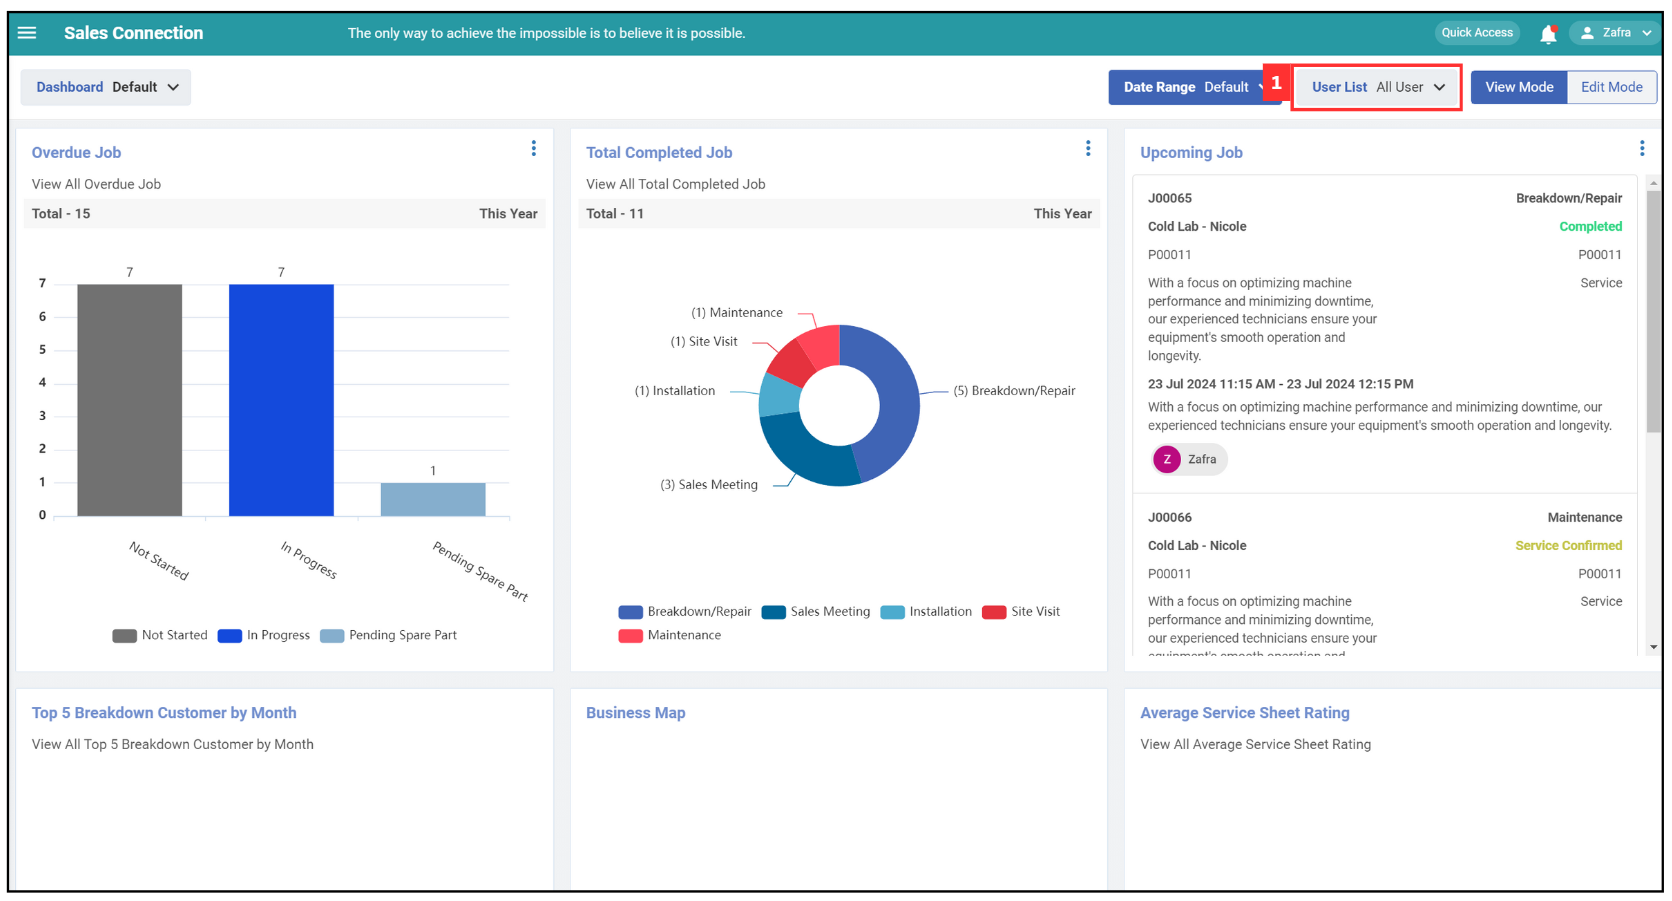 Sales Connection
The only way to achieve the impossible is to believe it is possible.
Quick Access
Zafra
Dashboard Default
Date Range Default
1
User List All User
View Mode
Edit Mode
Overdue Job
View All Overdue Job
Total - 15 This Year
7
6
5
4
3
2
1
0
7
7
1
Not Started
In Progress
Pending Spare Part
Not Started In Progress Pending Spare Part
Total Completed Job
View All Total Completed Job
Total - 11 This Year
(1) Maintenance
(1) Site Visit
(1) Installation
(5) Breakdown/Repair
(3) Sales Meeting
Breakdown/Repair Sales Meeting Installation Site Visit
Maintenance
Upcoming Job
J00065 Breakdown/Repair
Cold Lab - Nicole Completed
P00011 P00011
With a focus on optimizing machine Service
performance and minimizing downtime,
our experienced technicians ensure your
equipment's smooth operation and
longevity.
23 Jul 2024 11:15 AM - 23 Jul 2024 12:15 PM
With a focus on optimizing machine performance and minimizing downtime, our
experienced technicians ensure your equipment's smooth operation and longevity.
Z Zafra
J00066 Maintenance
Cold Lab - Nicole Service Confirmed
P00011 P00011
With a focus on optimizing machine Service
performance and minimizing downtime,
our experienced technicians ensure your
equipment's smooth operation and
Top 5 Breakdown Customer by Month
View All Top 5 Breakdown Customer by Month
Business Map
Average Service Sheet Rating
View All Average Service Sheet Rating